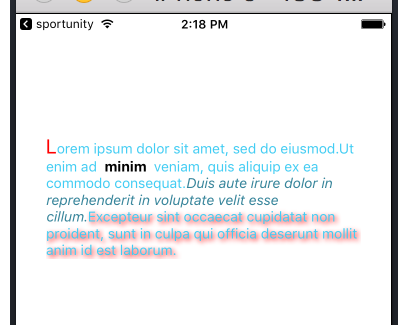 sportunity 2:18 PM
Lorem ipsum dolor sit amet, sed do eiusmod.Ut
enim ad minim veniam, quis aliquip ex ea
commodo consequat.Duis aute irure dolor in
reprehenderit in voluptate velit esse
cillum.Excepteur sint occaecat cupidatat non
proident, sunt in culpa qui officia deserunt mollit
anim id est laborum.